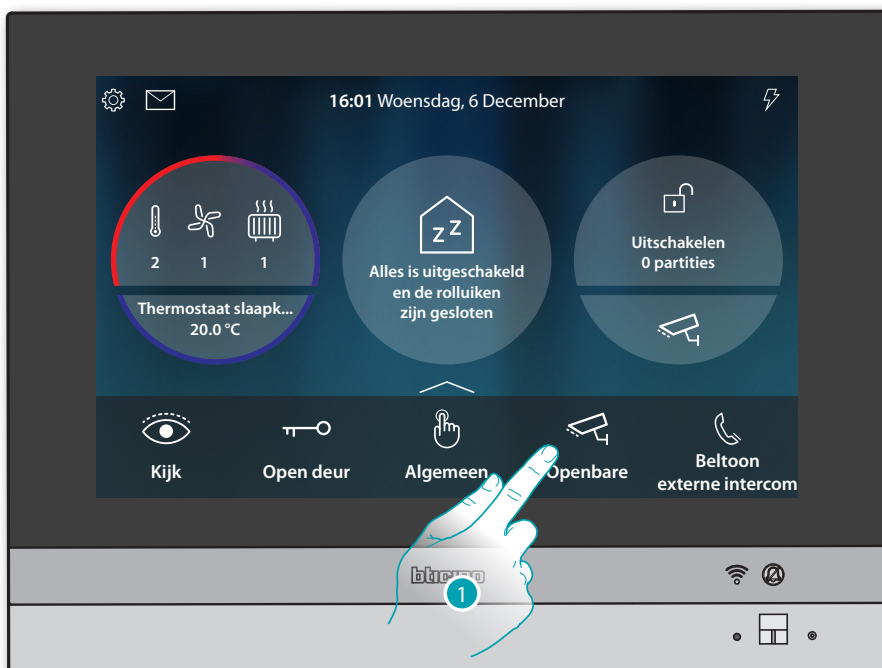 16:01 Woensdag, 6 December
2 1 1
Thermostaat slaapk...
20.0 °C
zZ
Alles is uitgeschakeld
en de rolluiken
zijn gesloten
Uitschakelen
0 partities
Kijk
Open deur
Algemeen
Openbare
Beltoon
externe intercom
bticino
1